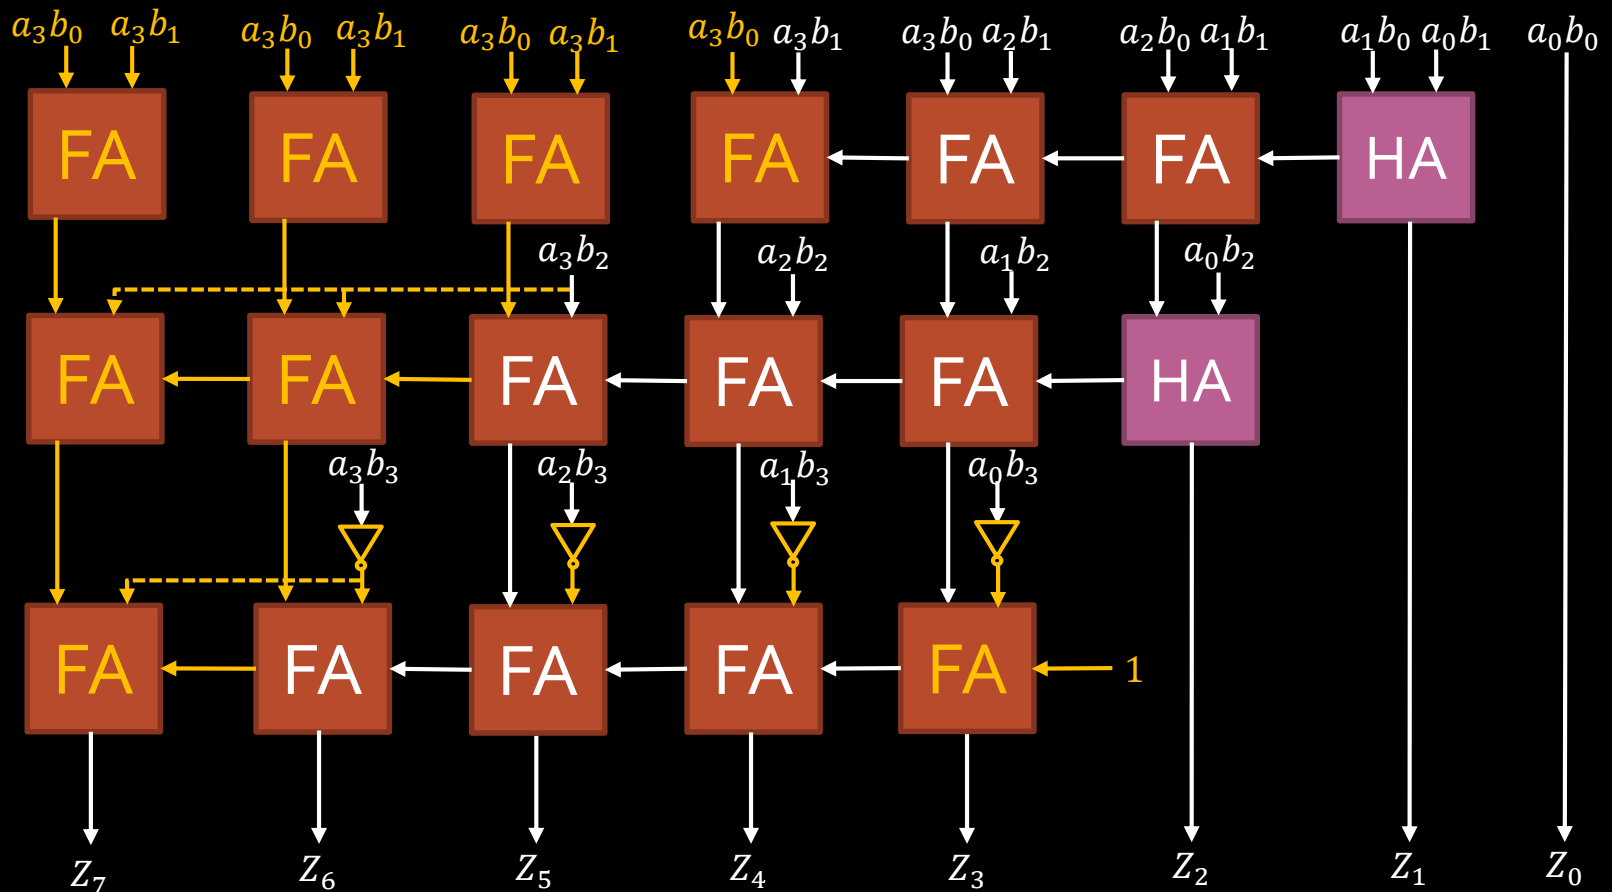 a₃b₀ a₃b₁ a₃b₀ a₃b₁ a₃b₀ a₃b₁ a₃b₀ a₃b₁ a₃b₀ a₂b₁ a₂b₀ a₁b₁ a₁b₀ a₀b₁ a₀b₀
FA FA FA FA FA FA HA
a₃b₂ a₂b₂ a₁b₂ a₀b₂
FA FA FA FA FA HA
a₃b₃ a₂b₃ a₁b₃ a₀b₃
FA FA FA FA FA 1
Z₇ Z₆ Z₅ Z₄ Z₃ Z₂ Z₁ Z₀